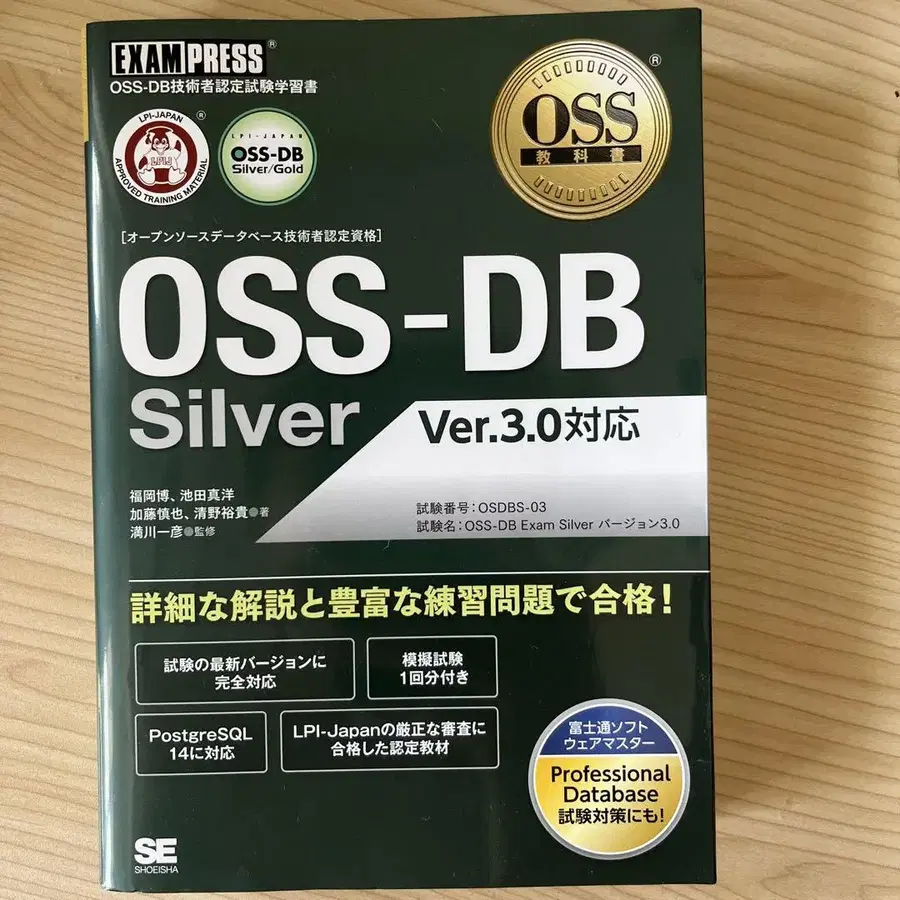 EXAMPRESS®
OSS-DB技術者認定試験学習書
LPI-JAPAN
®
LPIJ
APPROVED TRAINING MATERIAL
LPI-JAPAN
OSS-DB
Silver/Gold
®
OSS
教科書
[オープンソースデータベース技術者認定資格]
OSS-DB
Silver
Ver.3.0対応
福岡博、池田真洋
加藤慎也、清野裕貴●著
満川一彦●監修
試験番号:OSDBS-03
試験名:OSS-DB Exam Silver バージョン3.0
詳細な解説と豊富な練習問題で合格!
試験の最新バージョンに
完全対応
模擬試験
1回分付き
PostgreSQL
14に対応
LPI-Japanの厳正な審査に
合格した認定教材
富士通ソフト
ウェアマスター
Professional
Database
試験対策にも!
SE
SHOEISHA